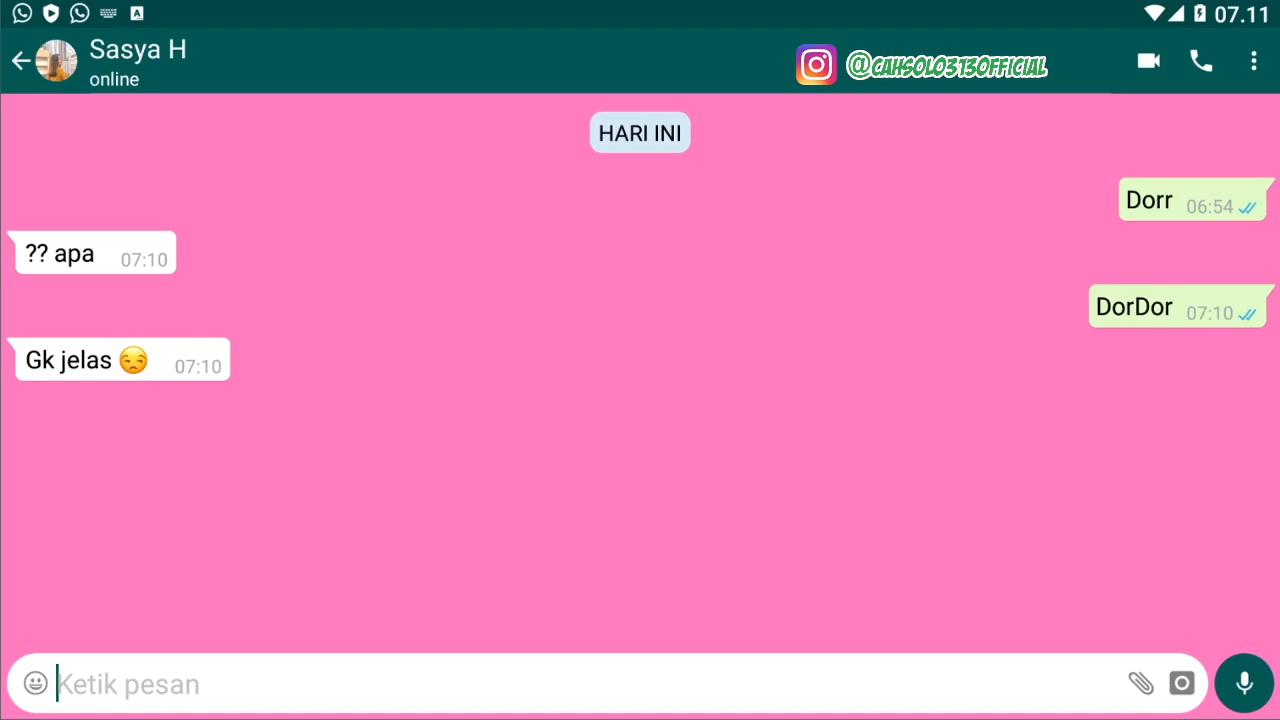 07.11
Sasya H
online
@CAHSOLO313OFFICIAL
HARI INI
Dorr 06:54
?? apa 07:10
DorDor 07:10
Gk jelas 😒 07:10
Ketik pesan